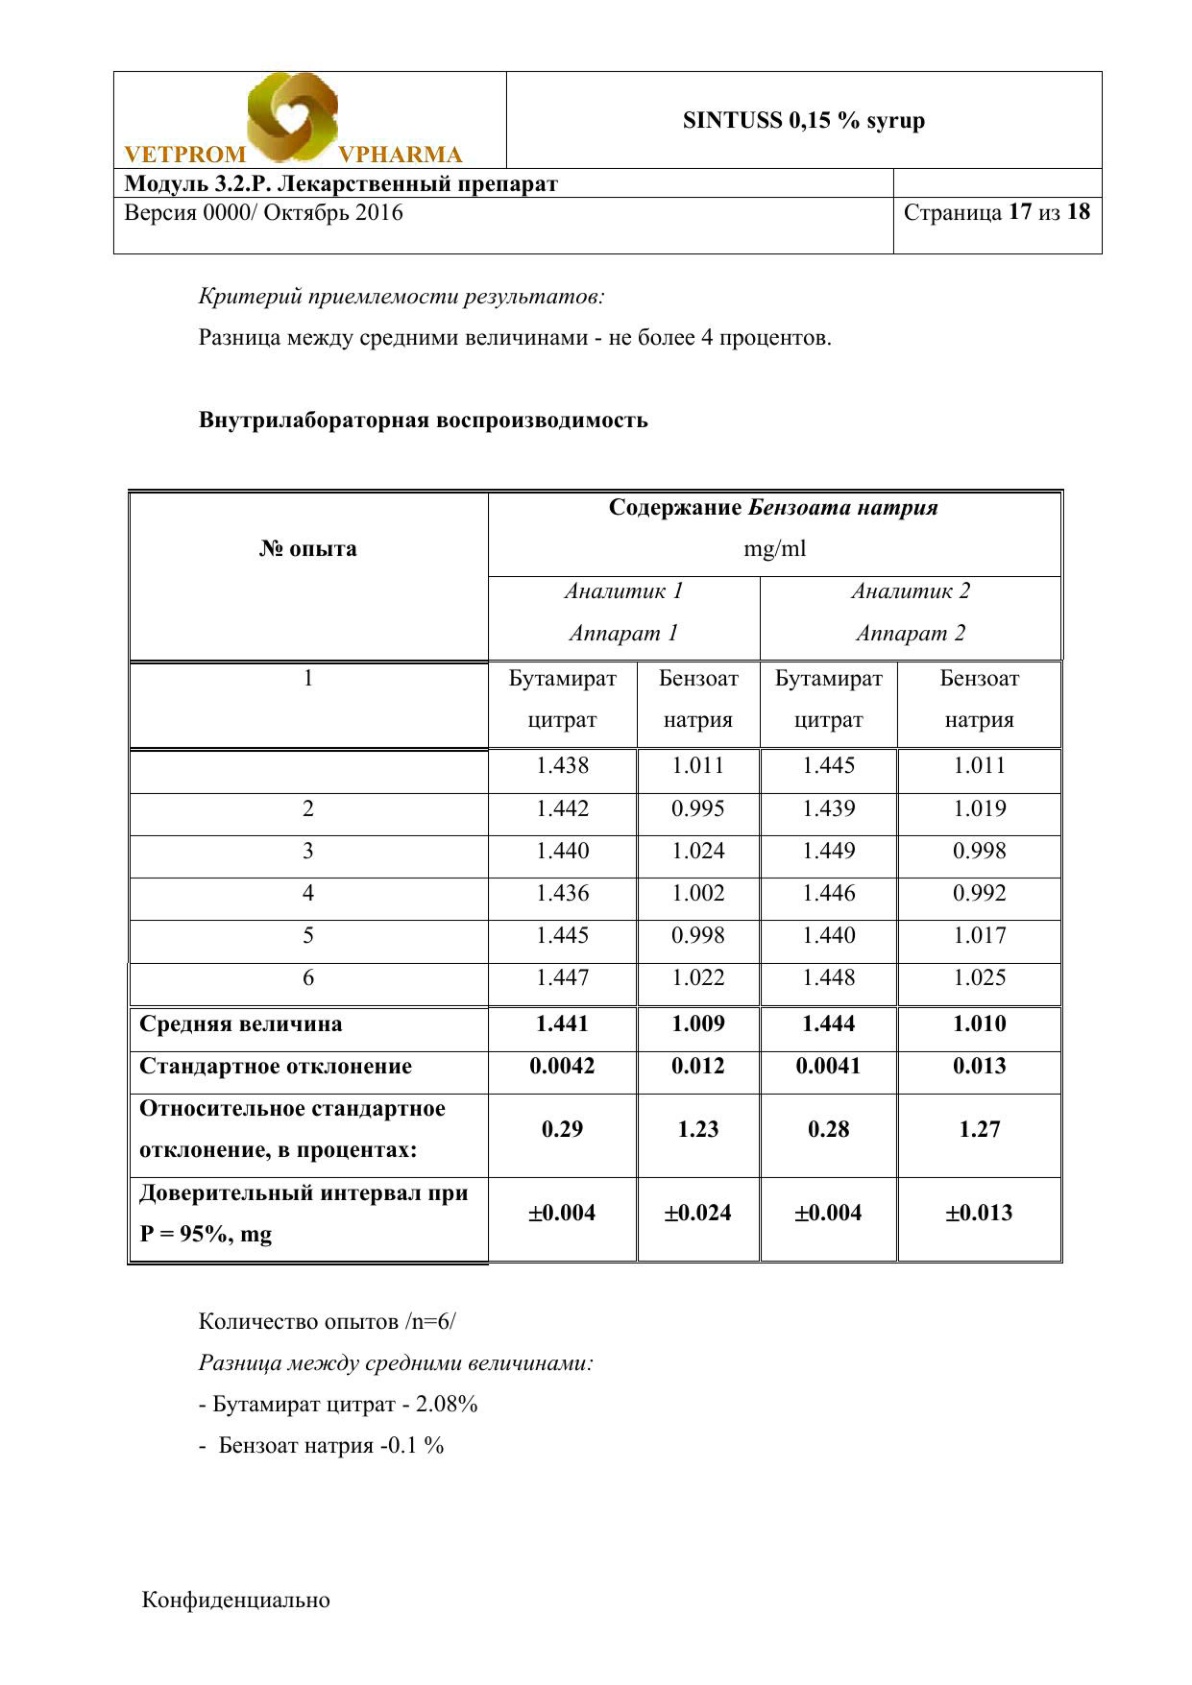 VETPROM VPHARMA
SINTUSS 0,15 % syrup
Модуль 3.2.Р. Лекарственный препарат
Версия 0000/ Октябрь 2016
Страница 17 из 18
Критерий приемлемости результатов:
Разница между средними величинами - не более 4 процентов.
Внутрилабораторная воспроизводимость
№ опыта
Содержание Бензоата натрия
mg/ml
Аналитик 1
Аппарат 1
Аналитик 2
Аппарат 2
1
Бутамират
цитрат
Бензоат
натрия
Бутамират
цитрат
Бензоат
натрия
1.438 1.011 1.445 1.011
2 1.442 0.995 1.439 1.019
3 1.440 1.024 1.449 0.998
4 1.436 1.002 1.446 0.992
5 1.445 0.998 1.440 1.017
6 1.447 1.022 1.448 1.025
Средняя величина 1.441 1.009 1.444 1.010
Стандартное отклонение 0.0042 0.012 0.0041 0.013
Относительное стандартное
отклонение, в процентах:
0.29 1.23 0.28 1.27
Доверительный интервал при
P = 95%, mg
±0.004 ±0.024 ±0.004 ±0.013
Количество опытов /n=6/
Разница между средними величинами:
- Бутамират цитрат - 2.08%
- Бензоат натрия -0.1 %
Конфиденциально